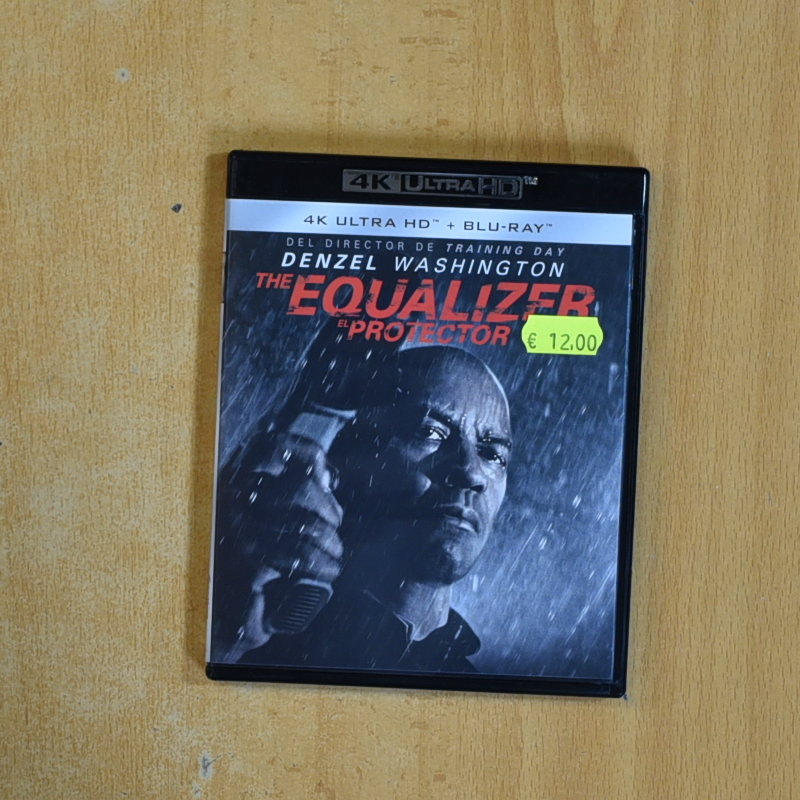 4K ULTRA HD™
4K ULTRA HD™ + BLU-RAY™
DEL DIRECTOR DE TRAINING DAY
DENZEL WASHINGTON
THE EQUALIZER
EL PROTECTOR
€ 12,00